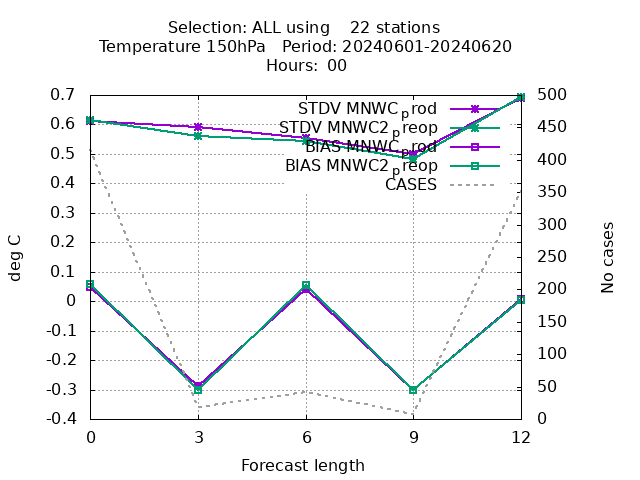 Selection: ALL using    22 stations
Temperature 150hPa   Period: 20240601-20240620
Hours:  00
0.7
0.6
0.5
0.4
0.3
0.2
0.1
0
-0.1
-0.2
-0.3
-0.4
deg C
STDV MNWC_prod
STDV MNWC2_preop
BIAS MNWC_prod
BIAS MNWC2_preop
CASES
500
450
400
350
300
250
200
150
100
50
0
No cases
0 3 6 9 12
Forecast length